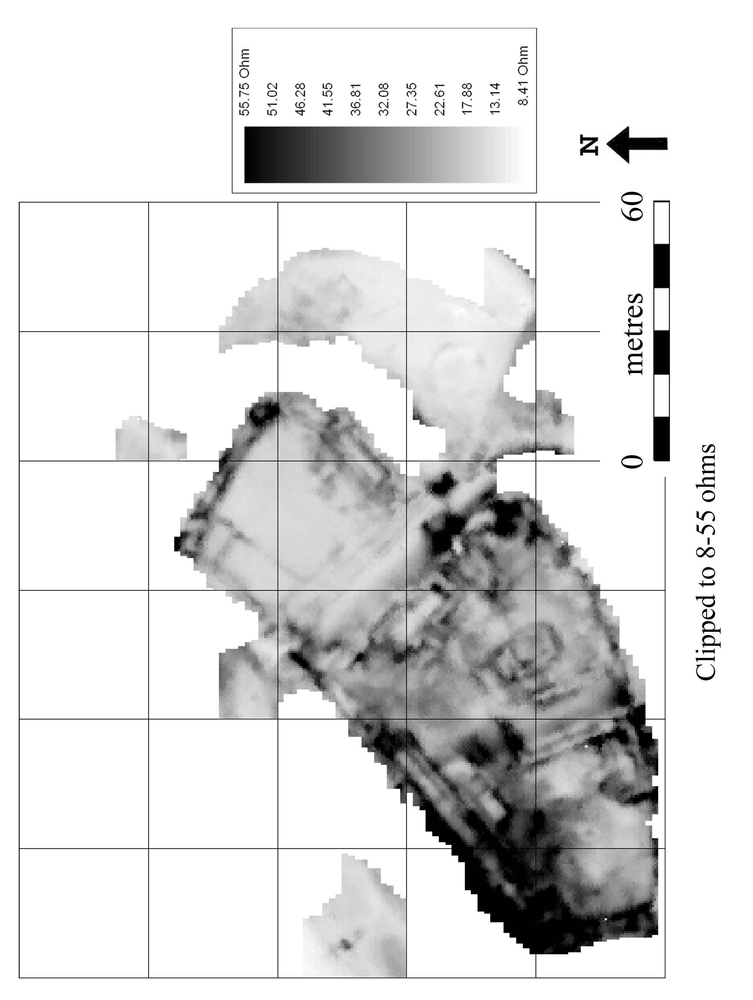 55.75 Ohm
51.02
46.28
41.55
36.81
32.08
27.35
22.61
17.88
13.14
8.41 Ohm
N
0 metres 60
Clipped to 8-55 ohms